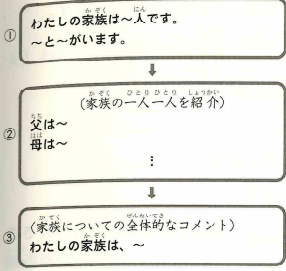 ①
わたしの家族は～人です。
～と～がいます。
②
（家族の一人一人を紹介）
父は～
母は～
⋮
③
（家族についての全体的なコメント）
わたしの家族は、～